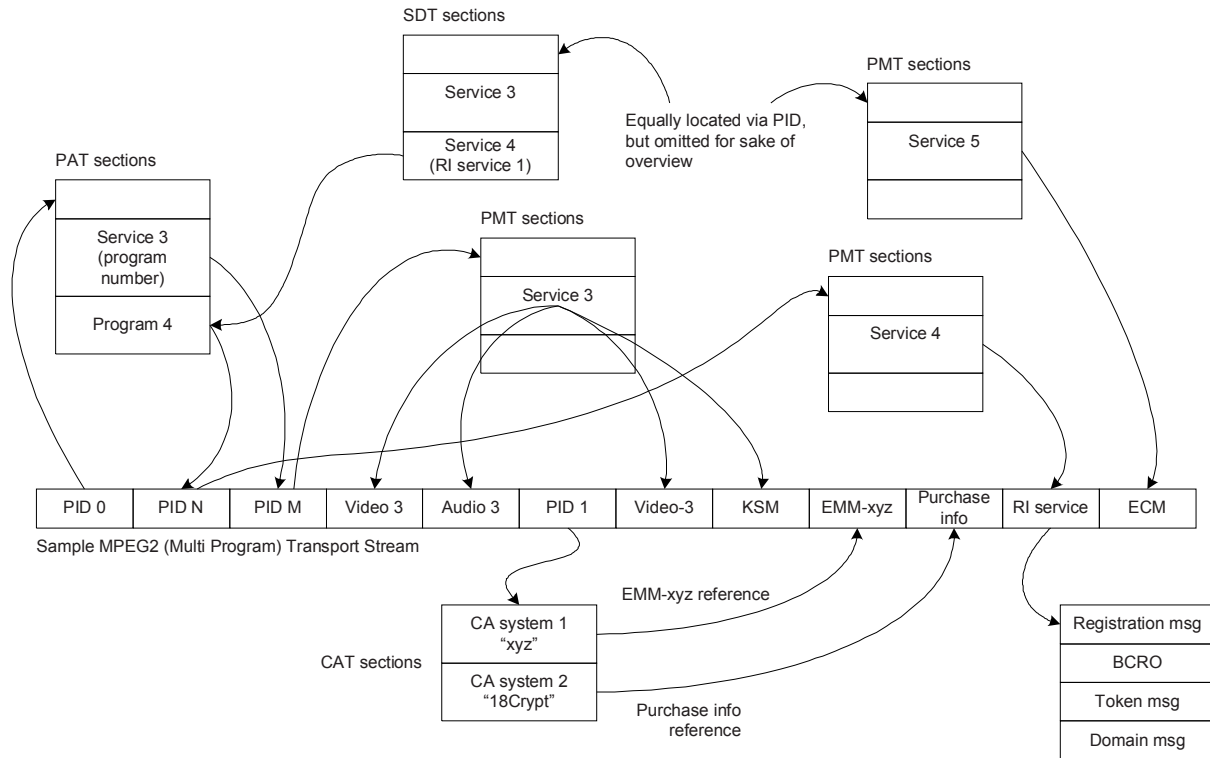 SDT sections
Service 3
Service 4
(RI service 1)
Equally located via PID,
but omitted for sake of
overview
PMT sections
Service 5
PAT sections
Service 3
(program
number)
Program 4
PMT sections
Service 3
PMT sections
Service 4
PID 0
PID N
PID M
Video 3
Audio 3
PID 1
Video-3
KSM
EMM-xyz
Purchase
info
RI service
ECM
Sample MPEG2 (Multi Program) Transport Stream
EMM-xyz reference
CAT sections
CA system 1
“xyz”
CA system 2
“18Crypt”
Purchase info
reference
Registration msg
BCRO
Token msg
Domain msg